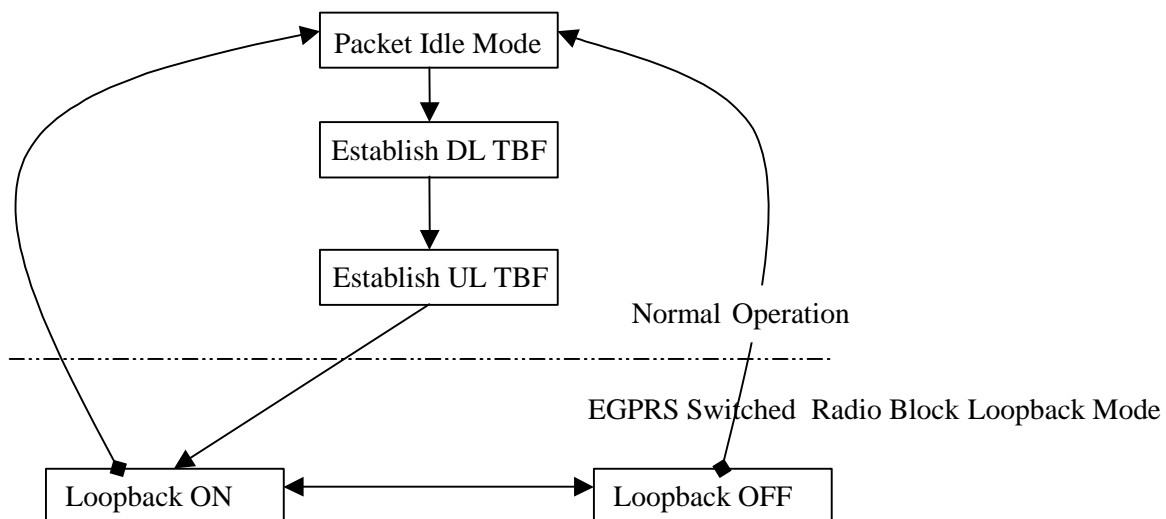 Packet Idle Mode
Establish DL TBF
Establish UL TBF
Normal Operation
EGPRS Switched Radio Block Loopback Mode
Loopback ON
Loopback OFF